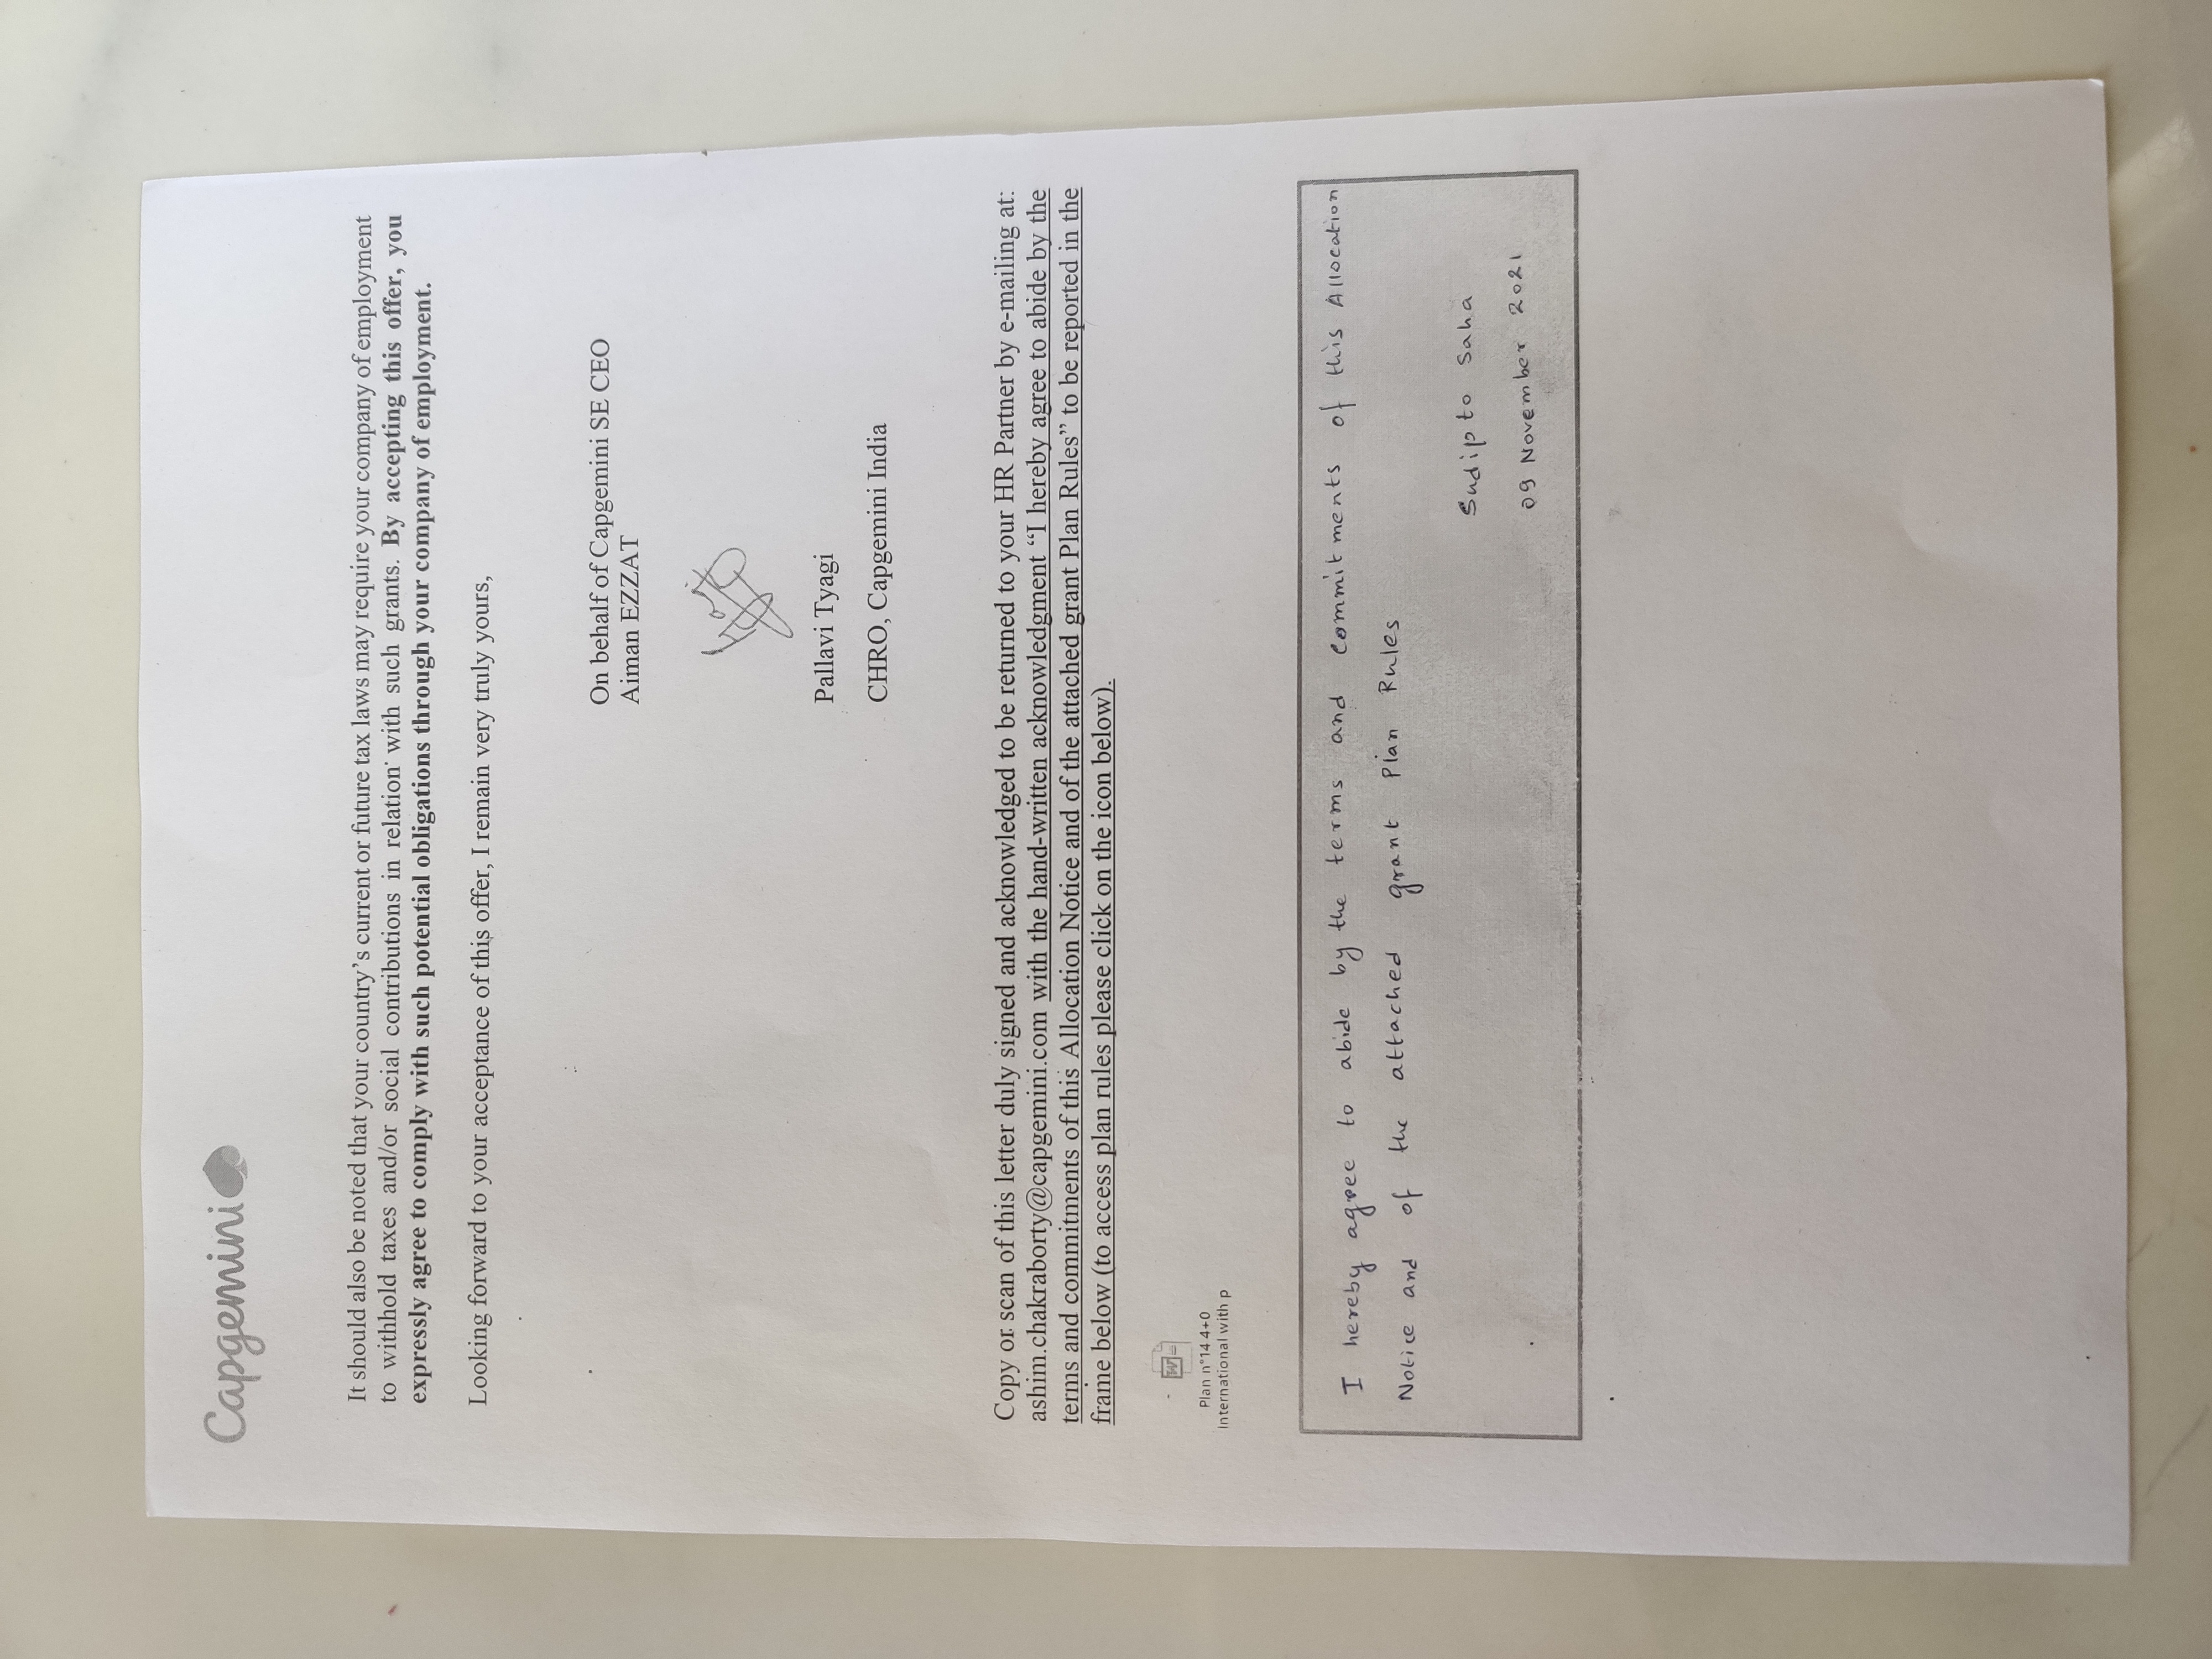 Capgemini
It should also be noted that your country's current or future tax laws may require your company of employment
to withhold taxes and/or social contributions in relation with such grants. By accepting this offer, you
expressly agree to comply with such potential obligations through your company of employment.
Looking forward to your acceptance of this offer, I remain very truly yours,
On behalf of Capgemini SE CEO
Aiman EZZAT
Pallavi Tyagi
CHRO, Capgemini India
Copy or scan of this letter duly signed and acknowledged to be returned to your HR Partner by e-mailing at:
ashim.chakraborty@capgemini.com with the hand-written acknowledgment “I hereby agree to abide by the
terms and commitments of this Allocation Notice and of the attached grant Plan Rules” to be reported in the
frame below (to access plan rules please click on the icon below).
W
Plan n°14 4+0
International with p
I hereby agree to abide by the terms and commitments of this Allocation
Notice and of the attached grant Plan Rules
Sudipto Saha
09 November 2021